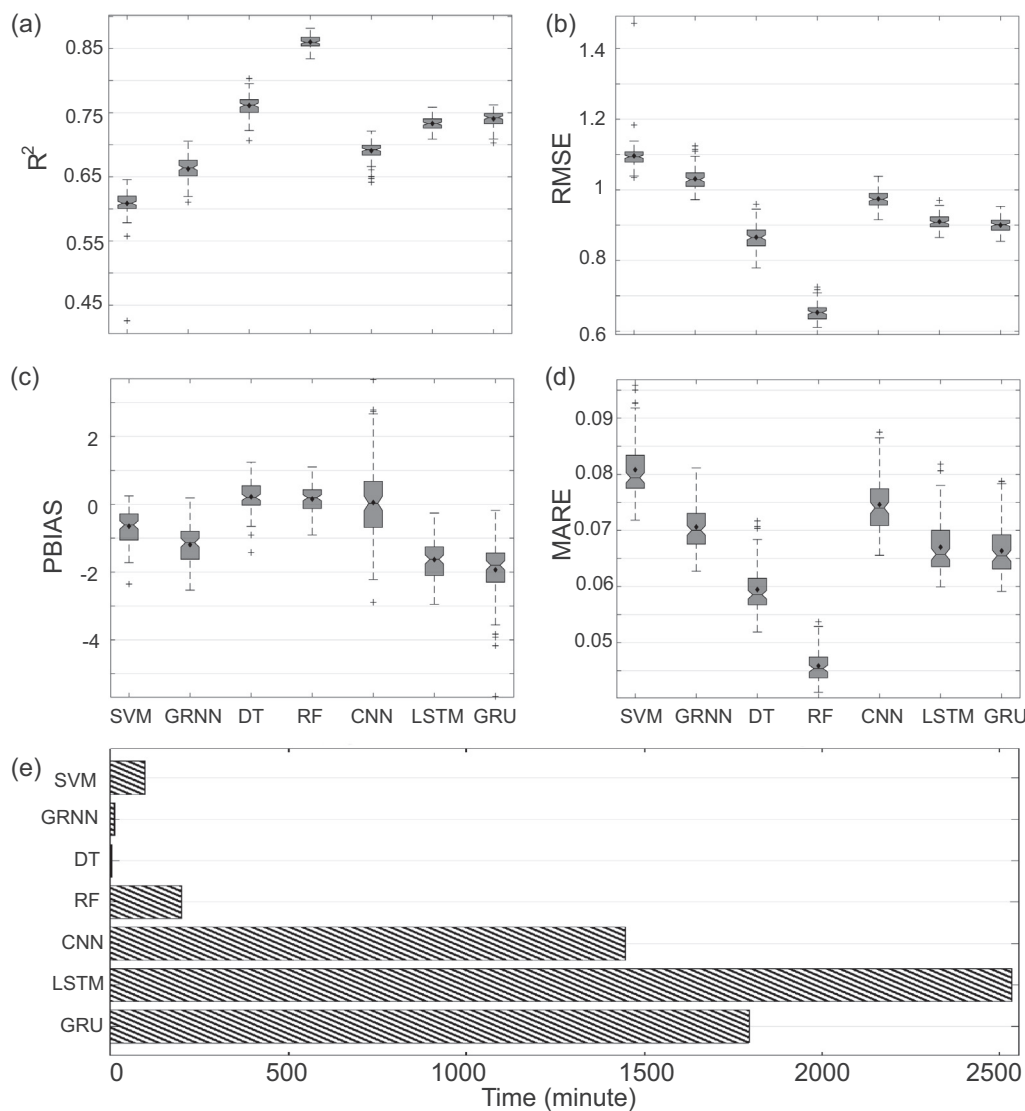 (a)
R2
0.85
0.75
0.65
0.55
0.45
(b)
RMSE
1.4
1.2
1
0.8
0.6
(c)
PBIAS
2
0
-2
-4
SVM GRNN DT RF CNN LSTM GRU
(d)
MARE
0.09
0.08
0.07
0.06
0.05
SVM GRNN DT RF CNN LSTM GRU
(e)
SVM
GRNN
DT
RF
CNN
LSTM
GRU
0 500 1000 1500 2000 2500
Time (minute)